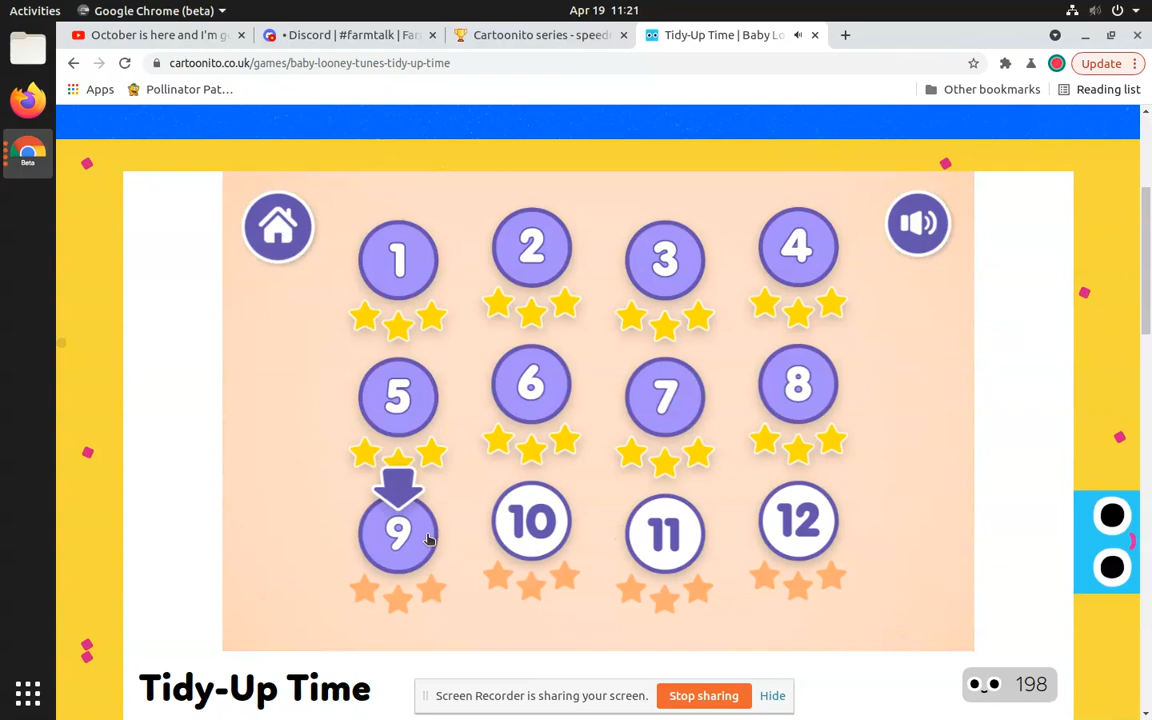 Activities Google Chrome (beta) Apr 19 11:21
October is here and I'm g • Discord | #farmtalk | Far Cartoonito series - speedr Tidy-Up Time | Baby Lo
cartoonito.co.uk/games/baby-looney-tunes-tidy-up-time Update
Apps Pollinator Pat… Other bookmarks Reading list
Beta
1 2 3 4
5 6 7 8
9 10 11 12
Tidy-Up Time
198
Screen Recorder is sharing your screen. Stop sharing Hide